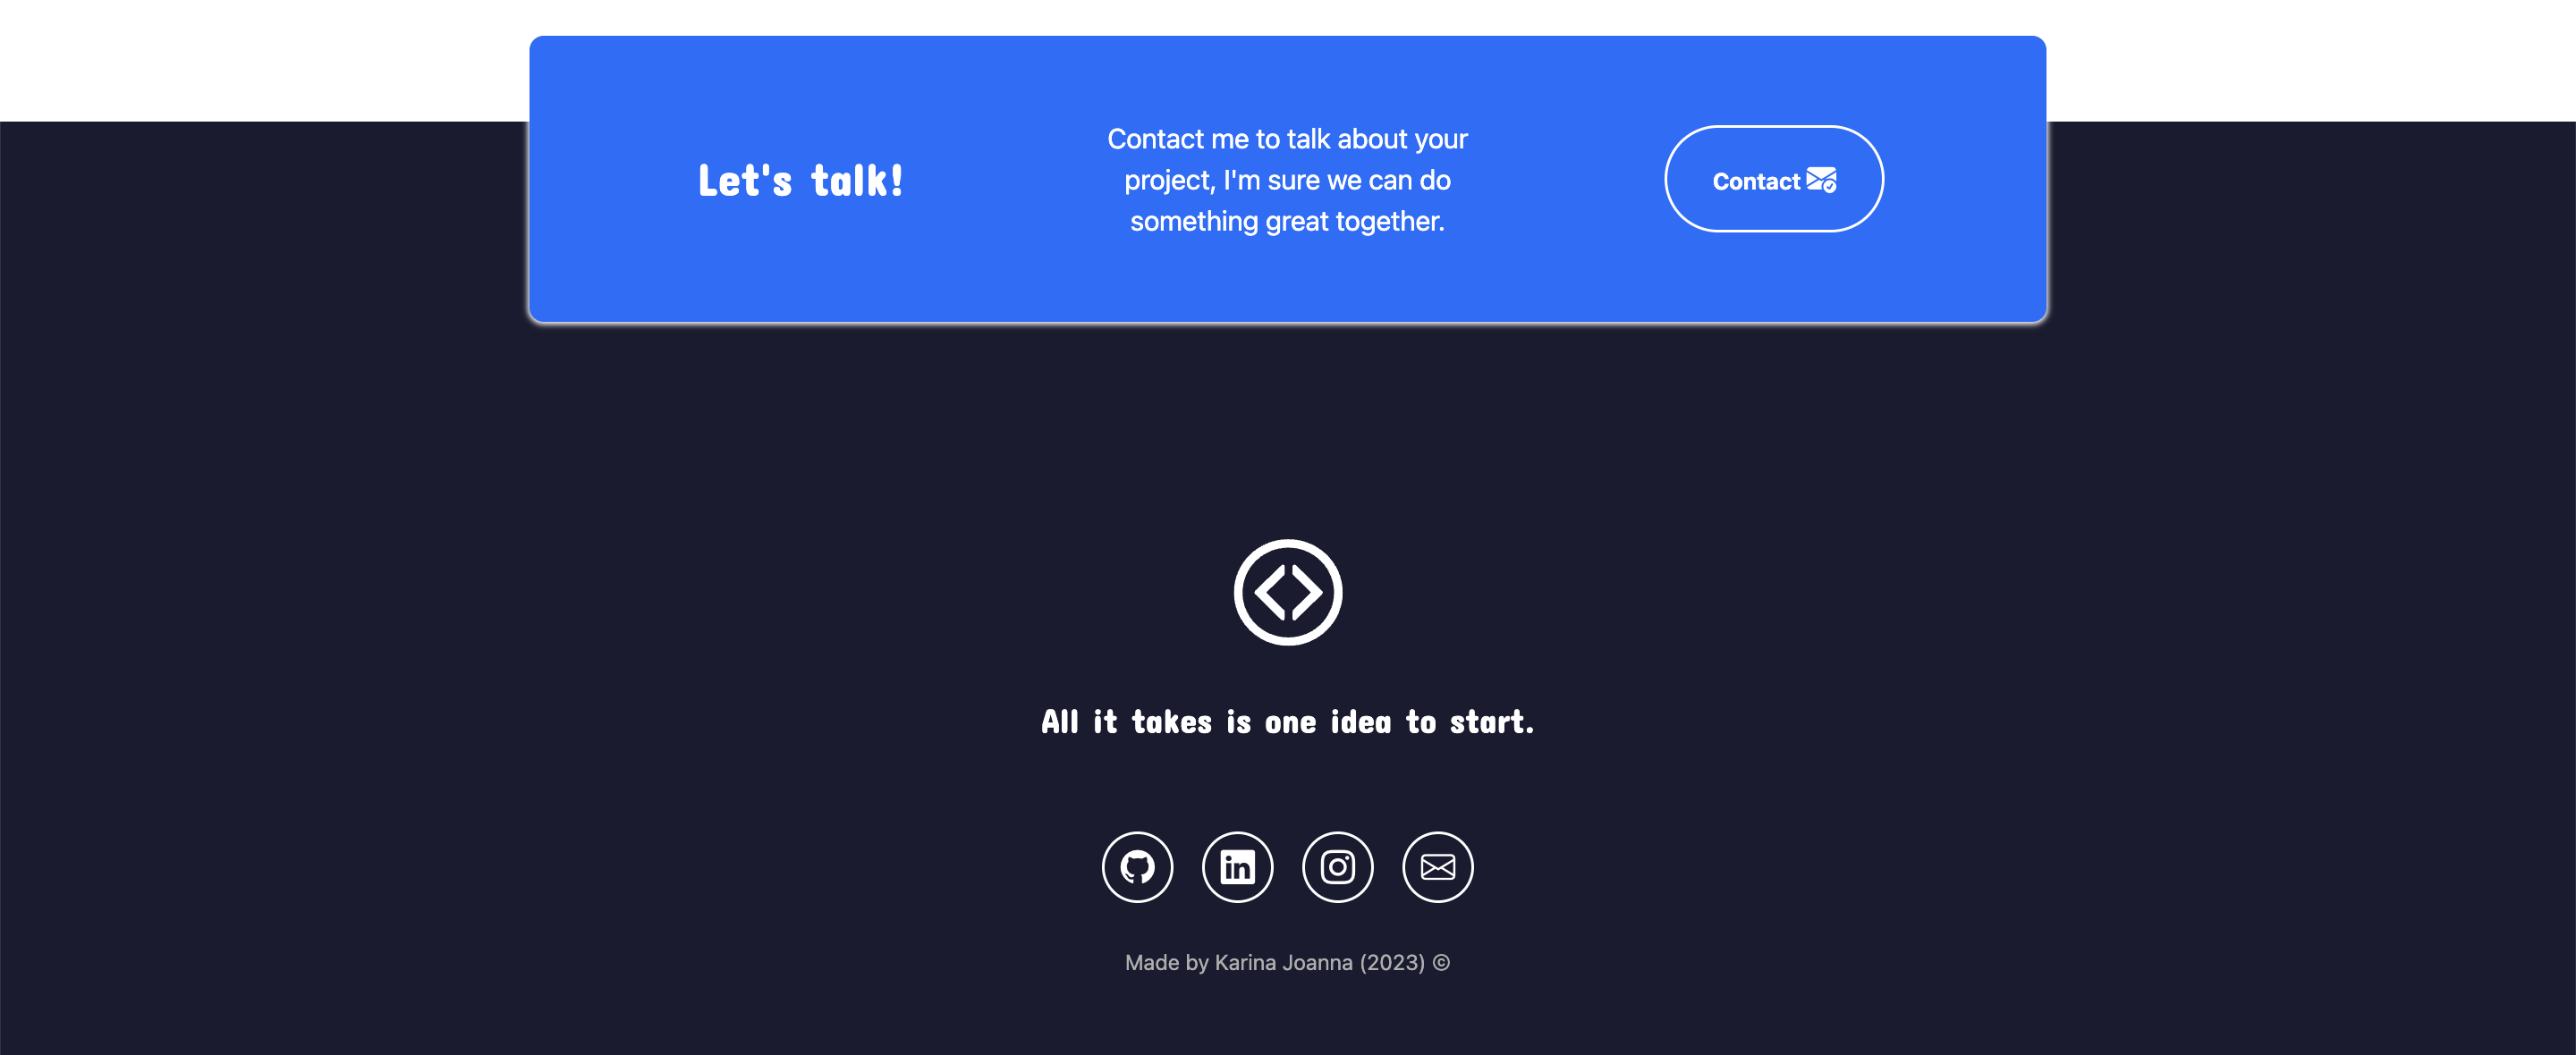 Let's talk!
Contact me to talk about your
project, I'm sure we can do
something great together.
Contact
All it takes is one idea to start.
Made by Karina Joanna (2023) ©